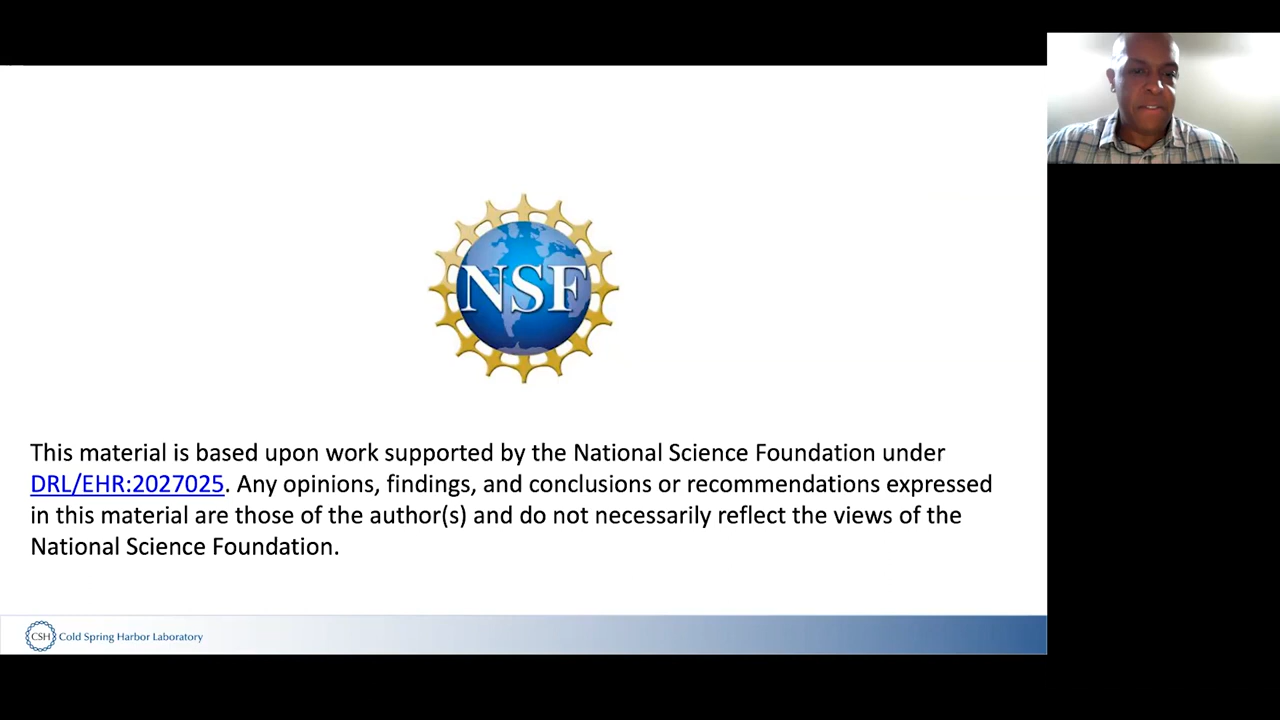 NSF
This material is based upon work supported by the National Science Foundation under
DRL/EHR:2027025. Any opinions, findings, and conclusions or recommendations expressed
in this material are those of the author(s) and do not necessarily reflect the views of the
National Science Foundation.
CSH Cold Spring Harbor Laboratory